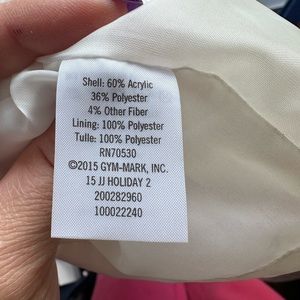 Shell: 60% Acrylic
36% Polyester
4% Other Fiber
Lining: 100% Polyester
Tulle: 100% Polyester
RN70530
©2015 GYM-MARK, INC.
15 JJ HOLIDAY 2
200282960
100022240